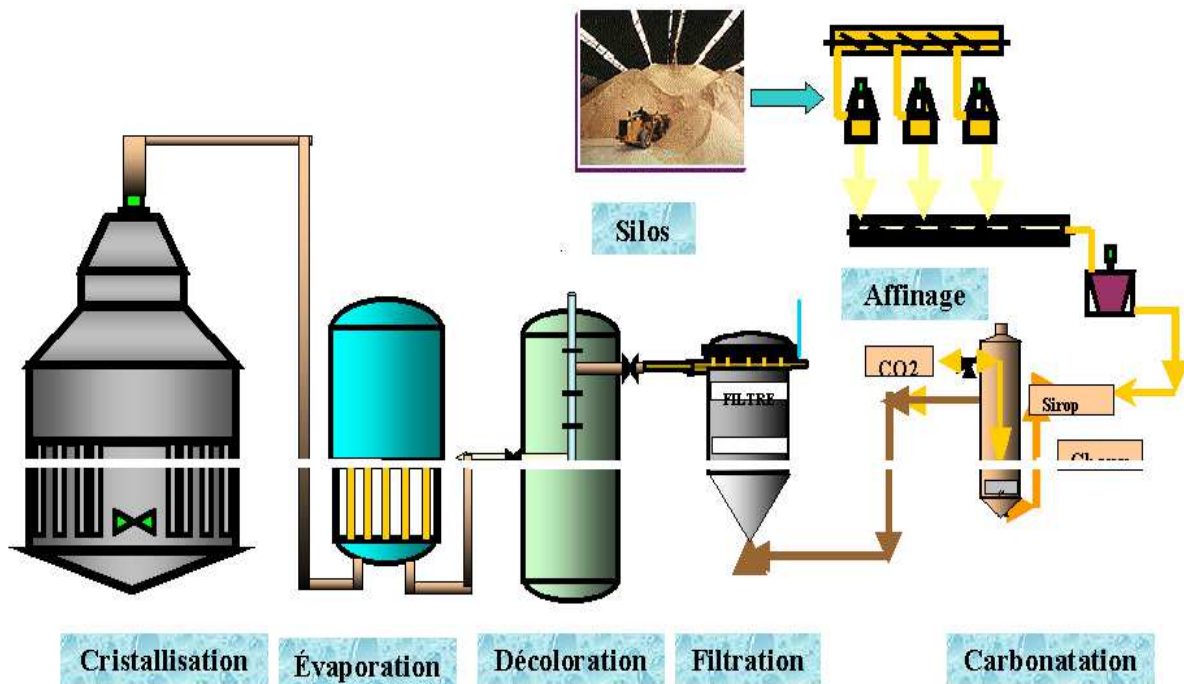 Silos
Affinage
CO2
Sirop
FILTRE
Cristallisation
Évaporation
Décoloration
Filtration
Carbonatation